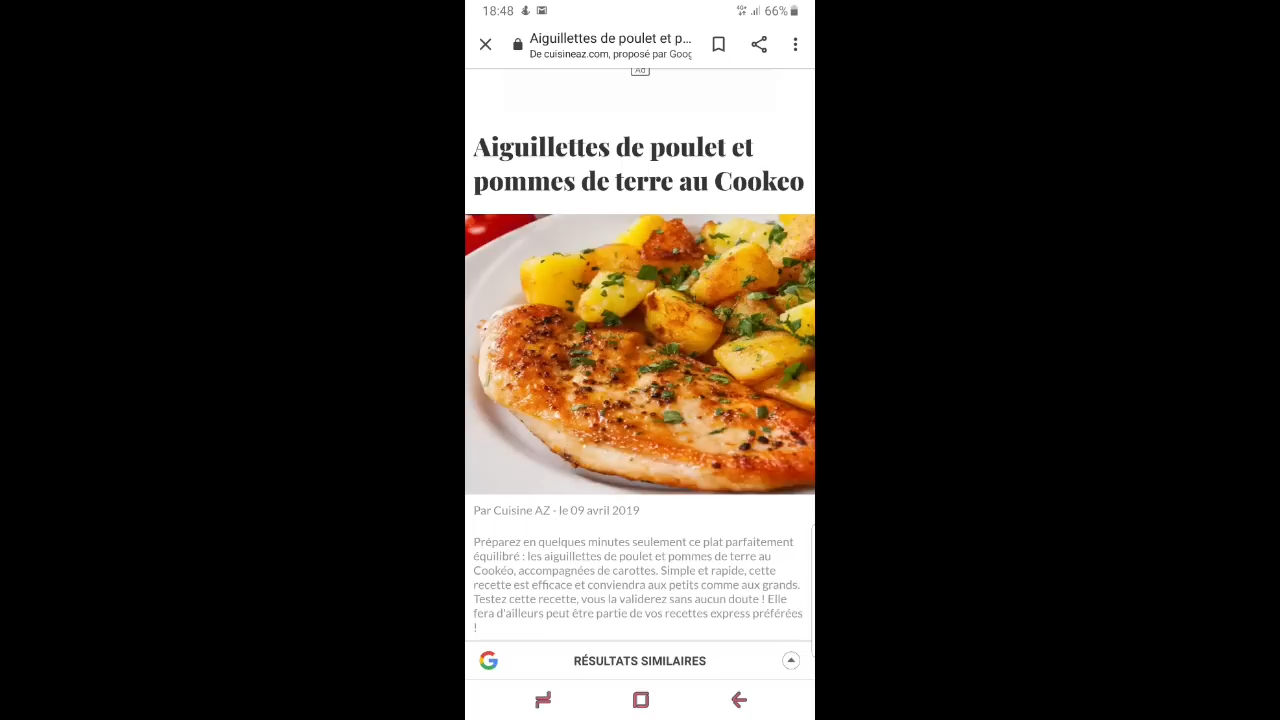 18:48 4G+ 66%
Aiguillettes de poulet et p...
De cuisineaz.com, proposé par Goog
Ad
Aiguillettes de poulet et
pommes de terre au Cookeo
Par Cuisine AZ - le 09 avril 2019
Préparez en quelques minutes seulement ce plat parfaitement
équilibré : les aiguillettes de poulet et pommes de terre au
Cookéo, accompagnées de carottes. Simple et rapide, cette
recette est efficace et conviendra aux petits comme aux grands.
Testez cette recette, vous la validerez sans aucun doute ! Elle
fera d'ailleurs peut être partie de vos recettes express préférées
!
RÉSULTATS SIMILAIRES